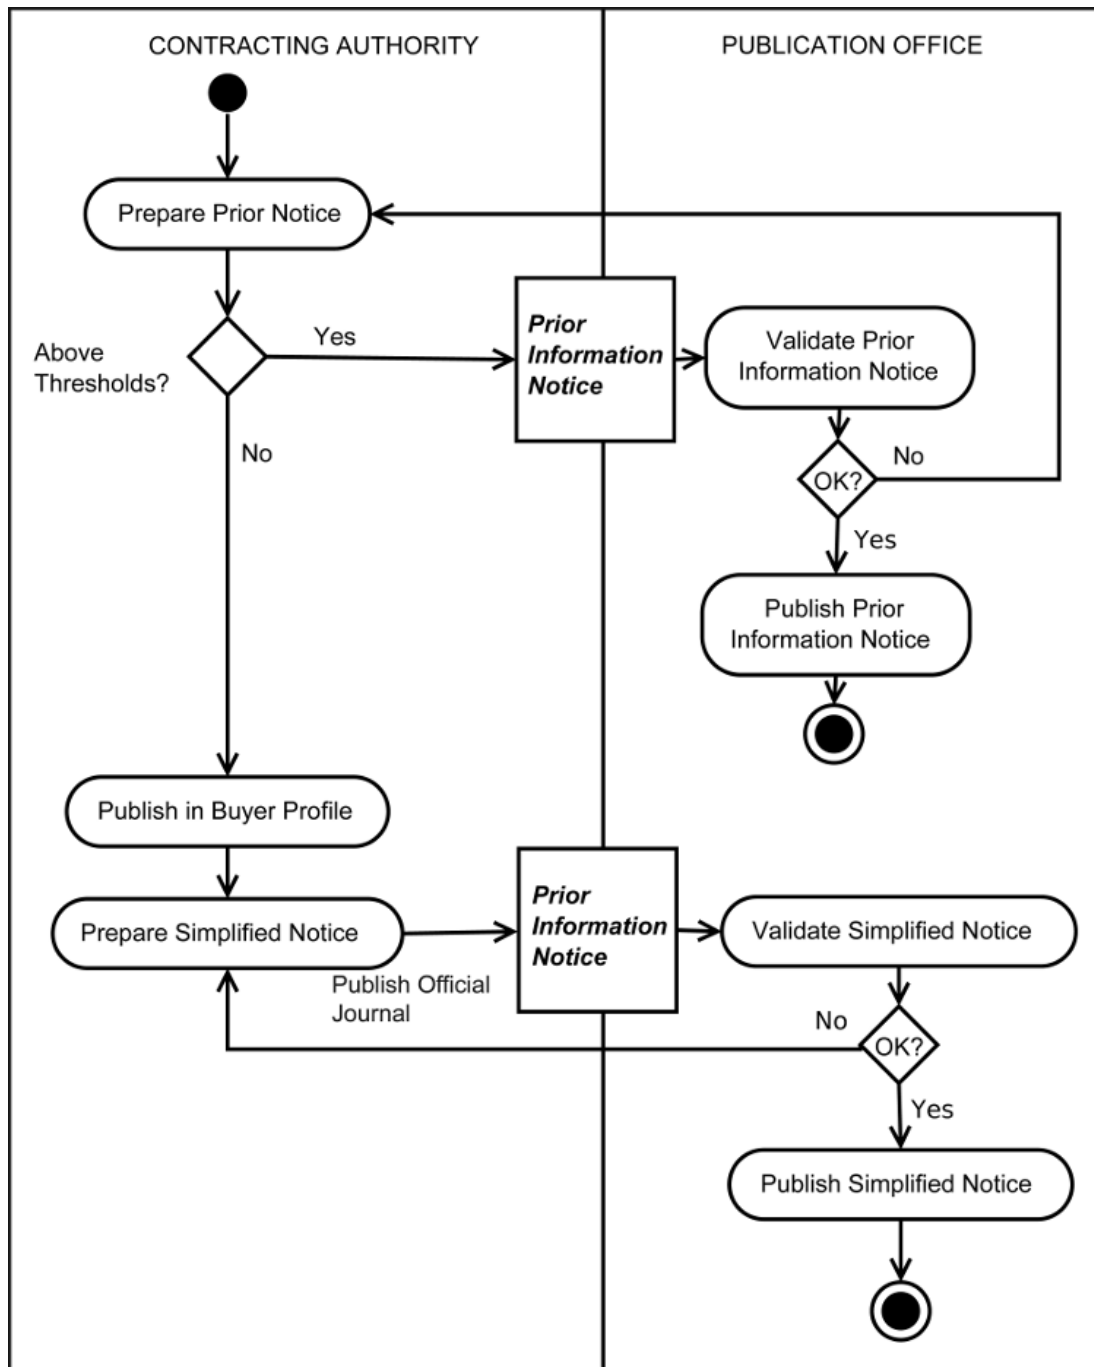 CONTRACTING AUTHORITY
PUBLICATION OFFICE
Prepare Prior Notice
Above
Thresholds?
Yes
No
Prior
Information
Notice
Validate Prior
Information Notice
OK?
No
Yes
Publish Prior
Information Notice
Publish in Buyer Profile
Prepare Simplified Notice
Publish Official
Journal
Prior
Information
Notice
Validate Simplified Notice
No
OK?
Yes
Publish Simplified Notice